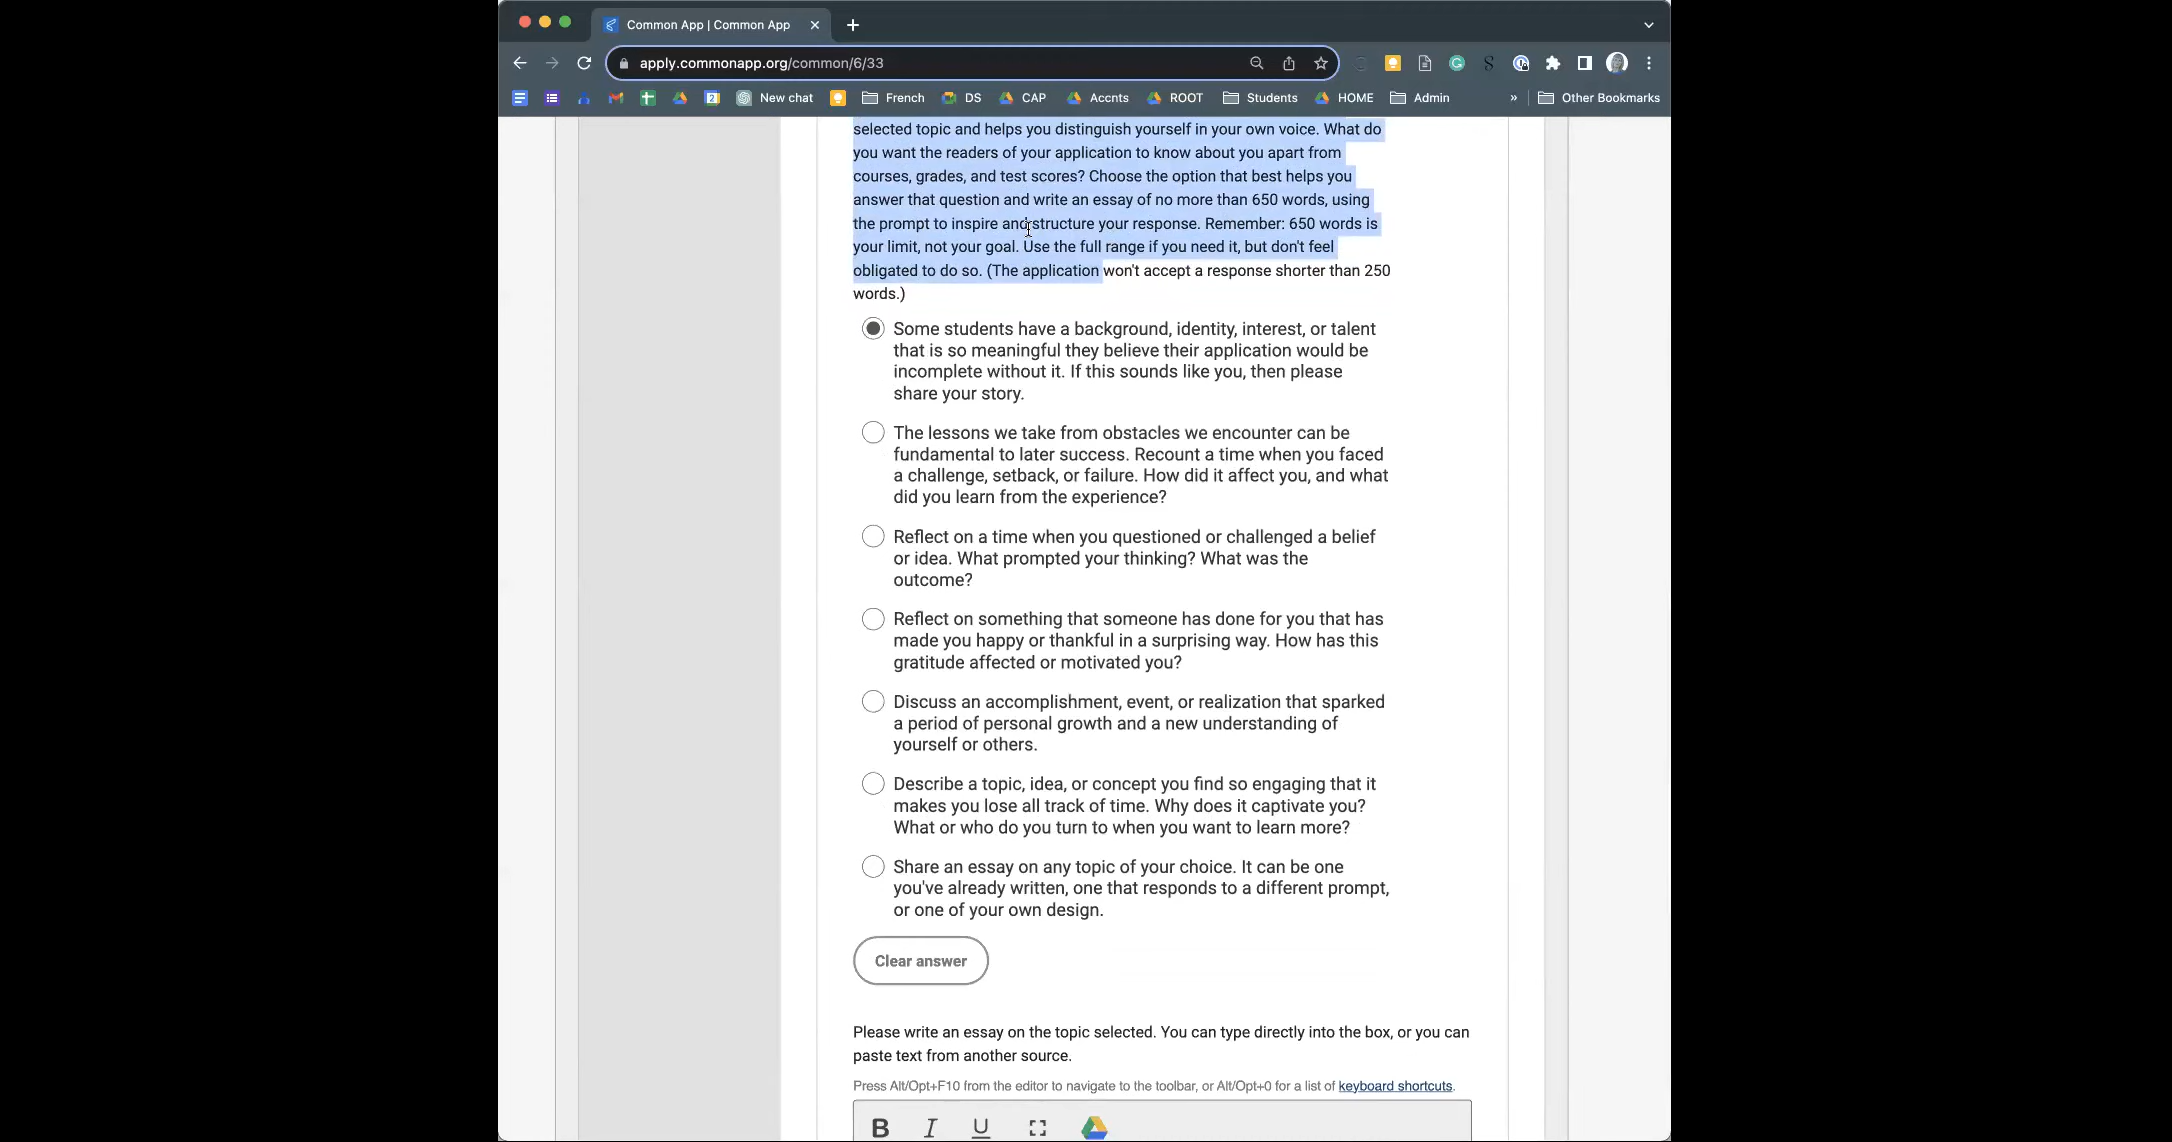 Common App | Common App
apply.commonapp.org/common/6/33
New chat French DS CAP Accnts ROOT Students HOME Admin » Other Bookmarks
selected topic and helps you distinguish yourself in your own voice. What do
you want the readers of your application to know about you apart from
courses, grades, and test scores? Choose the option that best helps you
answer that question and write an essay of no more than 650 words, using
the prompt to inspire and structure your response. Remember: 650 words is
your limit, not your goal. Use the full range if you need it, but don't feel
obligated to do so. (The application won't accept a response shorter than 250
words.)
Some students have a background, identity, interest, or talent
that is so meaningful they believe their application would be
incomplete without it. If this sounds like you, then please
share your story.
The lessons we take from obstacles we encounter can be
fundamental to later success. Recount a time when you faced
a challenge, setback, or failure. How did it affect you, and what
did you learn from the experience?
Reflect on a time when you questioned or challenged a belief
or idea. What prompted your thinking? What was the
outcome?
Reflect on something that someone has done for you that has
made you happy or thankful in a surprising way. How has this
gratitude affected or motivated you?
Discuss an accomplishment, event, or realization that sparked
a period of personal growth and a new understanding of
yourself or others.
Describe a topic, idea, or concept you find so engaging that it
makes you lose all track of time. Why does it captivate you?
What or who do you turn to when you want to learn more?
Share an essay on any topic of your choice. It can be one
you've already written, one that responds to a different prompt,
or one of your own design.
Clear answer
Please write an essay on the topic selected. You can type directly into the box, or you can
paste text from another source.
Press Alt/Opt+F10 from the editor to navigate to the toolbar, or Alt/Opt+0 for a list of keyboard shortcuts.
B I U